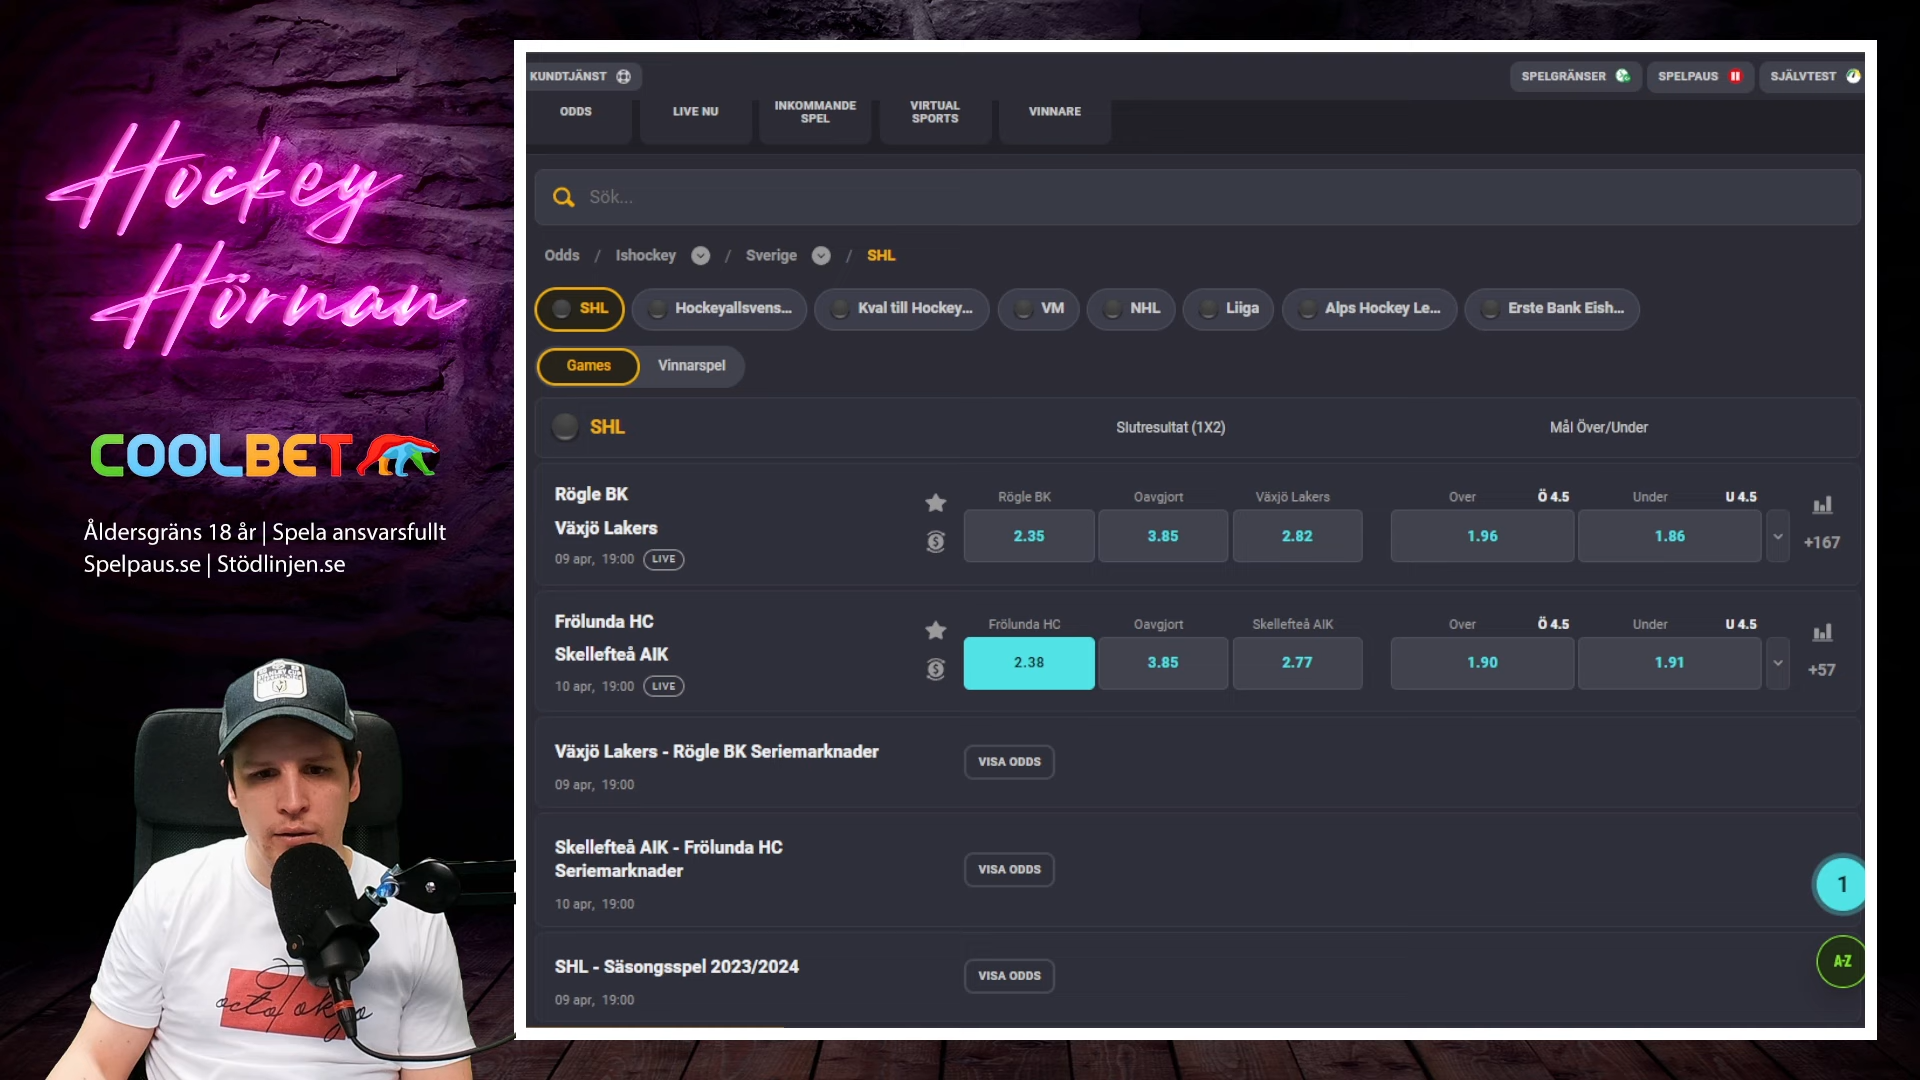 Hockey
Hörnan
COOLBET
Åldersgräns 18 år | Spela ansvarsfullt
Spelpaus.se | Stödlinjen.se
octoTokyo
KUNDTJÄNST
SPELGRÄNSER
SPELPAUS
SJÄLVTEST
ODDS
LIVE NU
INKOMMANDE
SPEL
VIRTUAL
SPORTS
VINNARE
Sök...
Odds / Ishockey / Sverige / SHL
SHL
Hockeyallsvens...
Kval till Hockey...
VM
NHL
Liiga
Alps Hockey Le...
Erste Bank Eish...
Games
Vinnarspel
SHL
Slutresultat (1X2)
Mål Över/Under
Rögle BK
Växjö Lakers
09 apr, 19:00 LIVE
Rögle BK
2.35
Oavgjort
3.85
Växjö Lakers
2.82
Over Ö 4.5
1.96
Under U 4.5
1.86
+167
Frölunda HC
Skellefteå AIK
10 apr, 19:00 LIVE
Frölunda HC
2.38
Oavgjort
3.85
Skellefteå AIK
2.77
Over Ö 4.5
1.90
Under U 4.5
1.91
+57
Växjö Lakers - Rögle BK Seriemarknader
09 apr, 19:00
VISA ODDS
Skellefteå AIK - Frölunda HC
Seriemarknader
10 apr, 19:00
VISA ODDS
SHL - Säsongsspel 2023/2024
09 apr, 19:00
VISA ODDS
1
A-Z